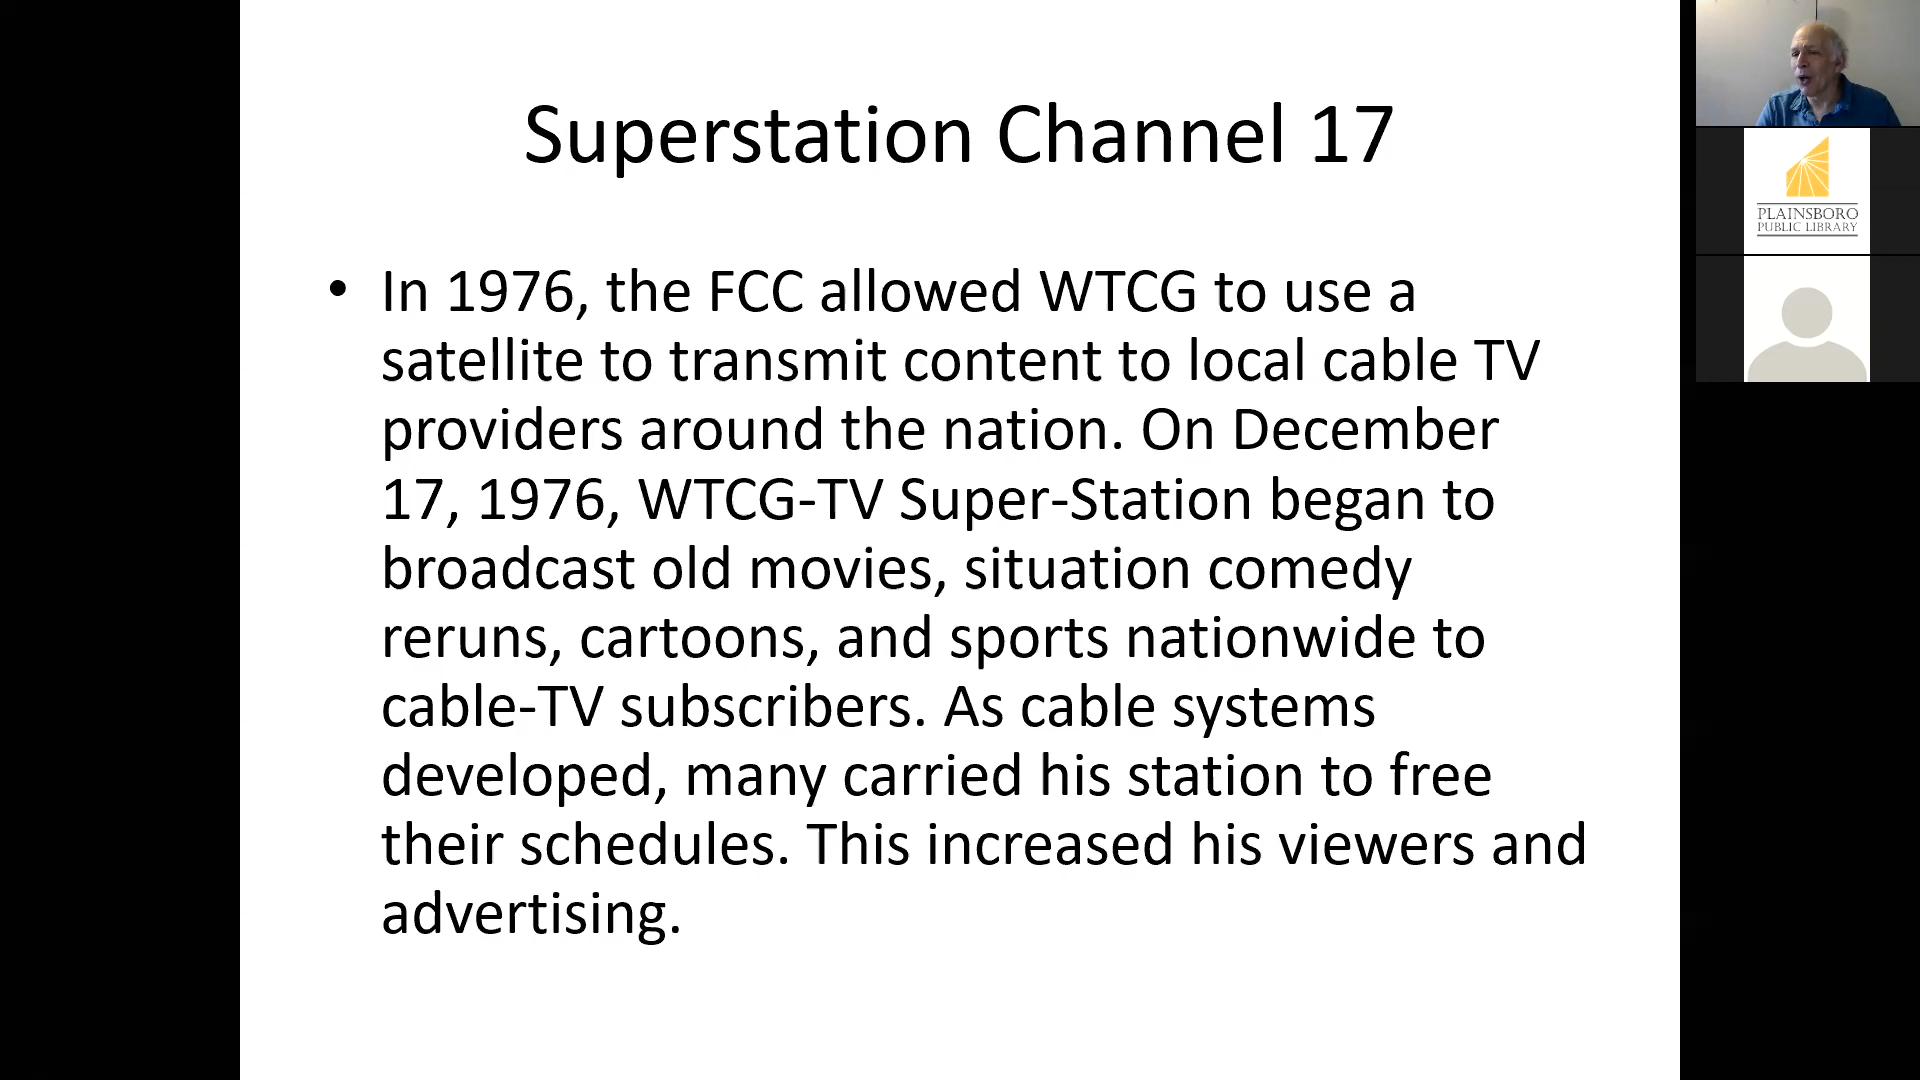 Superstation Channel 17
• In 1976, the FCC allowed WTCG to use a
satellite to transmit content to local cable TV
providers around the nation. On December
17, 1976, WTCG-TV Super-Station began to
broadcast old movies, situation comedy
reruns, cartoons, and sports nationwide to
cable-TV subscribers. As cable systems
developed, many carried his station to free
their schedules. This increased his viewers and
advertising.
PLAINSBORO
PUBLIC LIBRARY